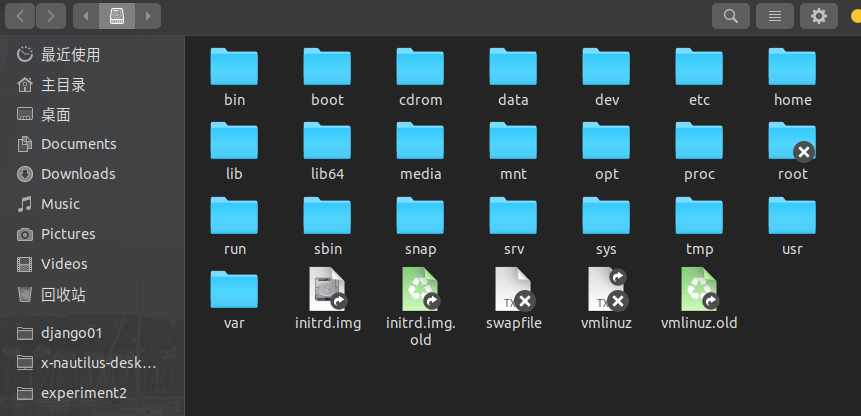 最近使用
主目录
桌面
Documents
Downloads
Music
Pictures
Videos
回收站
django01
x-nautilus-desk...
experiment2
bin boot cdrom data dev etc home
lib lib64 media mnt opt proc root
run sbin snap srv sys tmp usr
var initrd.img initrd.img.old swapfile vmlinuz vmlinuz.old